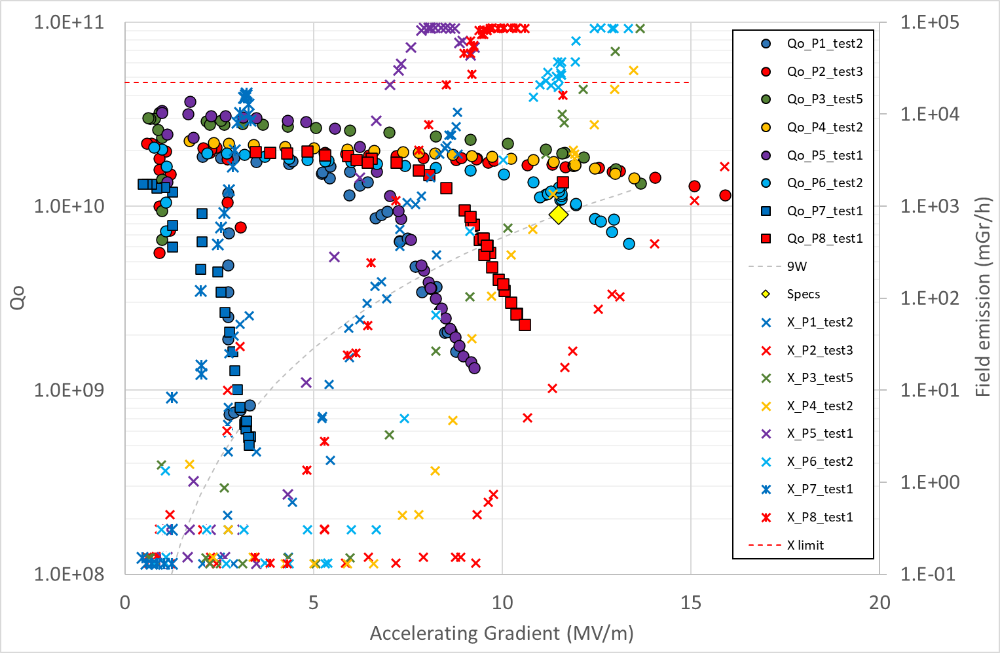 1.0E+11
1.0E+10
1.0E+09
1.0E+08
Qo
0
5
10
15
20
Accelerating Gradient (MV/m)
1.E+05
1.E+04
1.E+03
1.E+02
1.E+01
1.E+00
1.E-01
Field emission (mGr/h)
Qo_P1_test2
Qo_P2_test3
Qo_P3_test5
Qo_P4_test2
Qo_P5_test1
Qo_P6_test2
Qo_P7_test1
Qo_P8_test1
9W
Specs
X_P1_test2
X_P2_test3
X_P3_test5
X_P4_test2
X_P5_test1
X_P6_test2
X_P7_test1
X_P8_test1
X limit